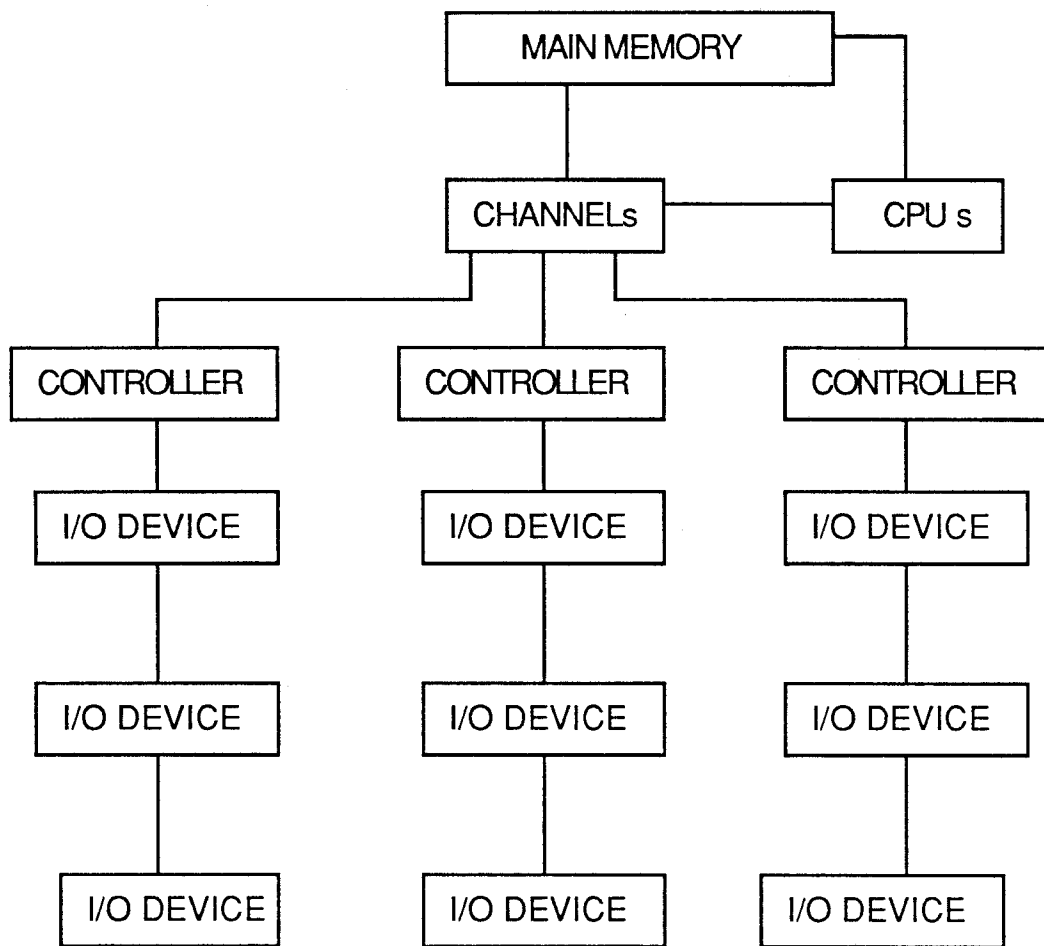 MAIN MEMORY
CHANNELs
CPU s
CONTROLLER
CONTROLLER
CONTROLLER
I/O DEVICE
I/O DEVICE
I/O DEVICE
I/O DEVICE
I/O DEVICE
I/O DEVICE
I/O DEVICE
I/O DEVICE
I/O DEVICE